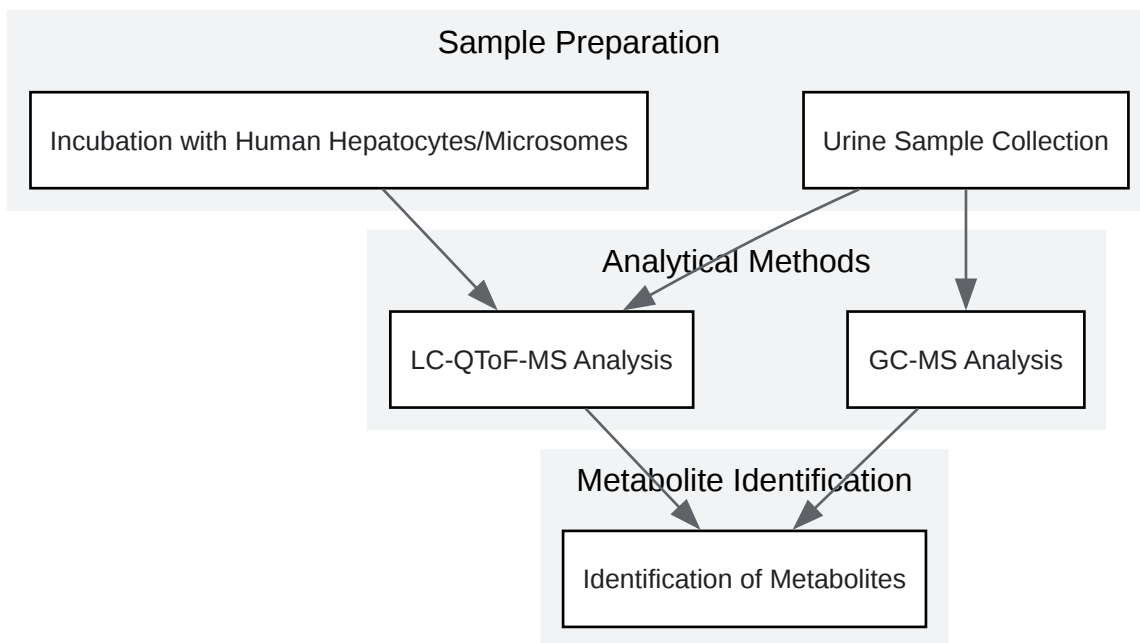 Sample Preparation
Incubation with Human Hepatocytes/Microsomes
Urine Sample Collection
Analytical Methods
LC-QToF-MS Analysis
GC-MS Analysis
Metabolite Identification
Identification of Metabolites